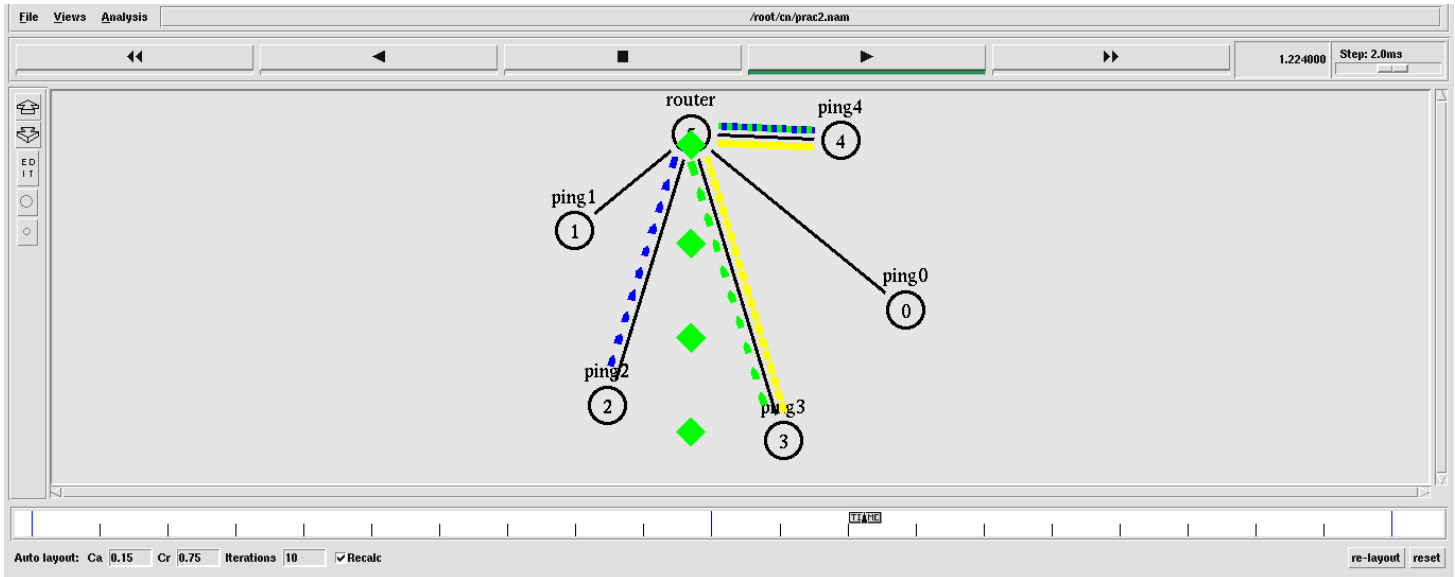 File Views Analysis /root/cn/prac2.nam
1.224000 Step: 2.0ms
ED
IT
router
ping4
4
ping1
1
ping0
0
ping2
2
ping3
3
TIME
Auto layout: Ca 0.15 Cr 0.75 Iterations 10 Recalc re-layout reset